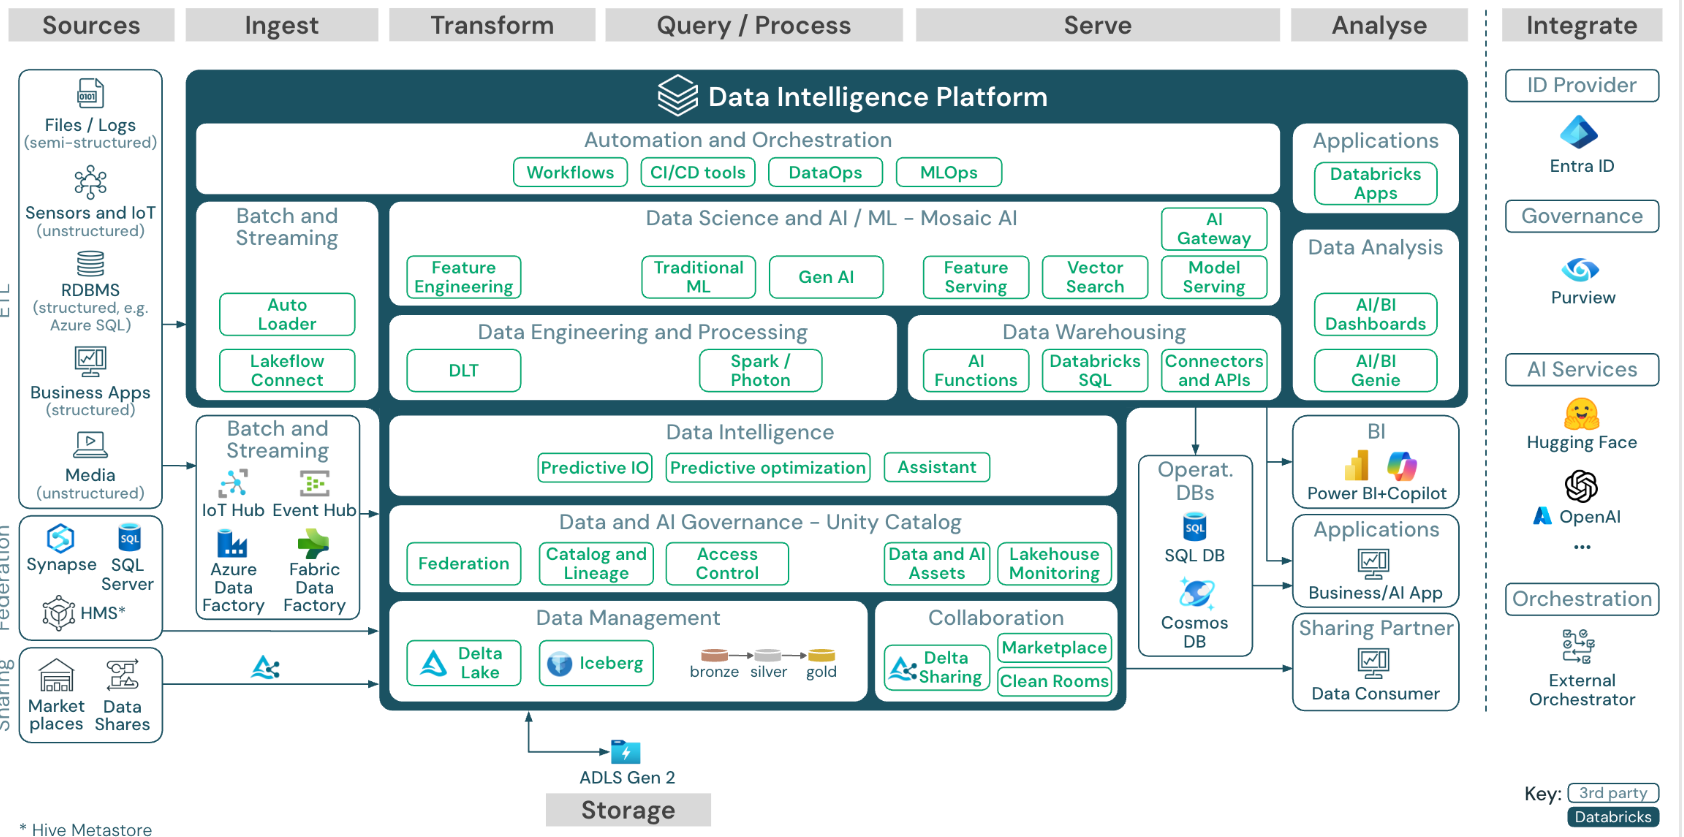 Sources
Ingest
Transform
Query / Process
Serve
Analyse
Integrate
ETL
Files / Logs
(semi-structured)
Sensors and IoT
(unstructured)
RDBMS
(structured, e.g.
Azure SQL)
Business Apps
(structured)
Media
(unstructured)
Federation
Synapse
SQL
Server
HMS*
Sharing
Market
places
Data
Shares
Data Intelligence Platform
Automation and Orchestration
Workflows
CI/CD tools
DataOps
MLOps
Applications
Databricks
Apps
Batch and
Streaming
Auto
Loader
Lakeflow
Connect
Data Science and AI / ML - Mosaic AI
AI
Gateway
Feature
Engineering
Traditional
ML
Gen AI
Feature
Serving
Vector
Search
Model
Serving
Data Analysis
AI/BI
Dashboards
AI/BI
Genie
Data Engineering and Processing
DLT
Spark /
Photon
Data Warehousing
AI
Functions
Databricks
SQL
Connectors
and APIs
Batch and
Streaming
IoT Hub
Event Hub
Azure
Data
Factory
Fabric
Data
Factory
Data Intelligence
Predictive IO
Predictive optimization
Assistant
Data and AI Governance - Unity Catalog
Federation
Catalog and
Lineage
Access
Control
Data and AI
Assets
Lakehouse
Monitoring
Data Management
Delta
Lake
Iceberg
bronze
silver
gold
Collaboration
Delta
Sharing
Marketplace
Clean Rooms
Operat.
DBs
SQL
SQL DB
Cosmos
DB
BI
Power BI+Copilot
Applications
Business/AI App
Sharing Partner
Data Consumer
ID Provider
Entra ID
Governance
Purview
AI Services
Hugging Face
OpenAI
...
Orchestration
External
Orchestrator
ADLS Gen 2
Storage
Key:
3rd party
Databricks
* Hive Metastore